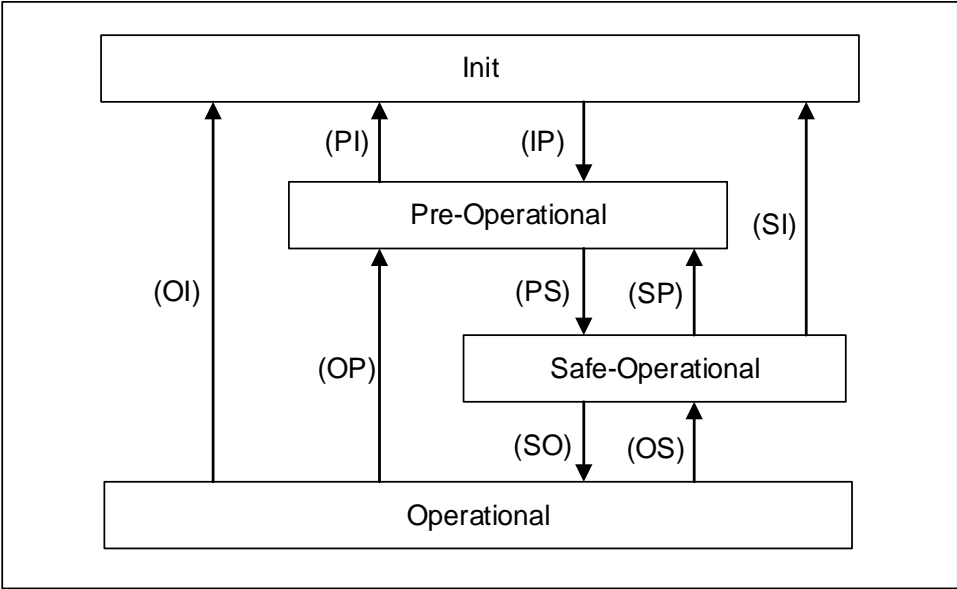 Init
(PI)
(IP)
Pre-Operational
(SI)
(OI)
(PS)
(SP)
(OP)
Safe-Operational
(SO)
(OS)
Operational